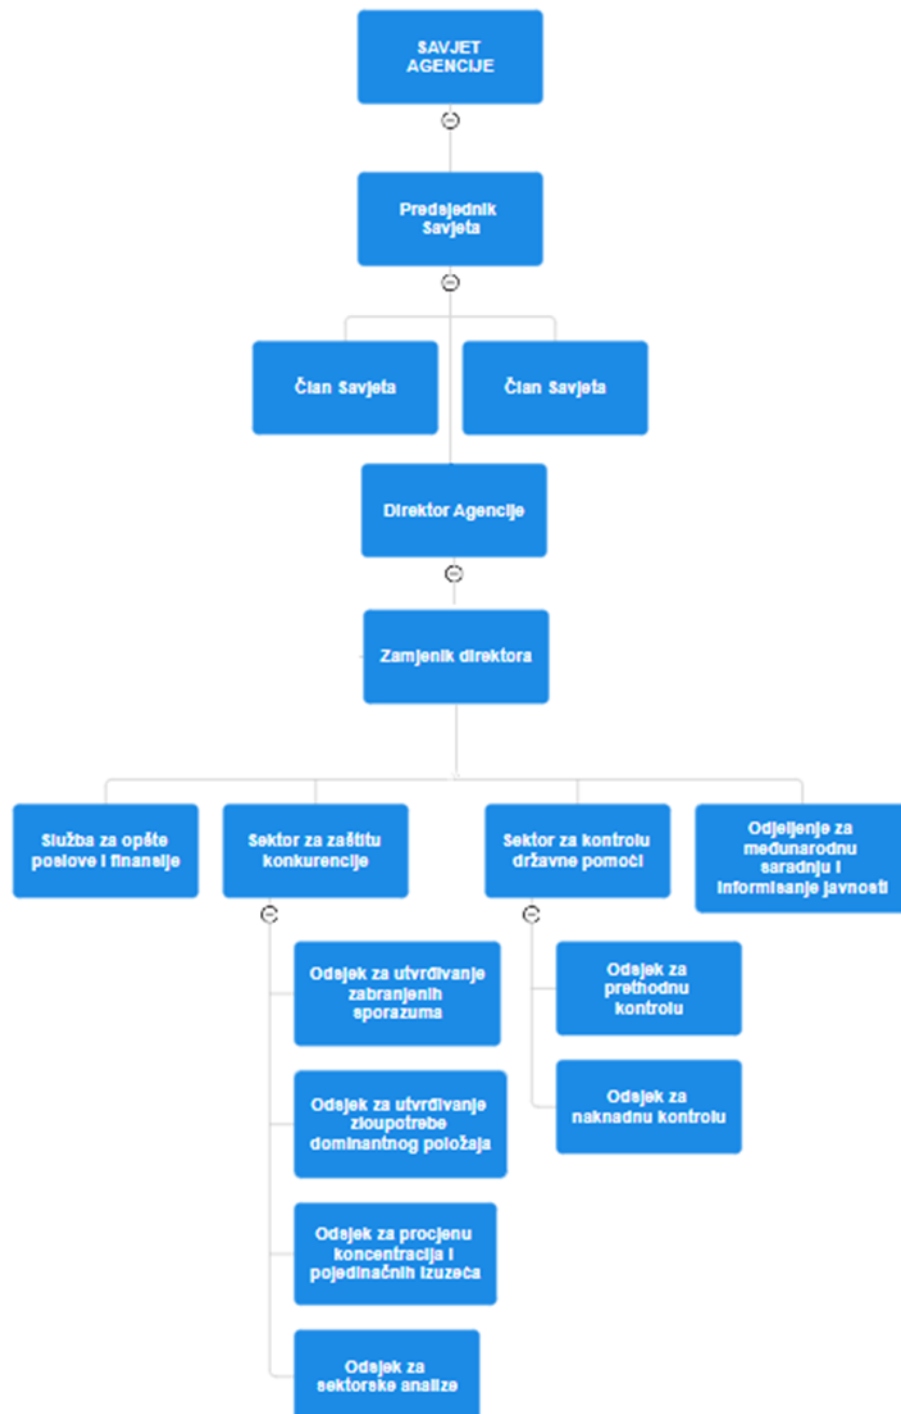 SAVJET
AGENCIJE
Predsjednik
Savjeta
Član Savjeta
Član Savjeta
Direktor Agencije
Zamjenik direktora
Služba za opšte
poslove i finansije
Sektor za zaštitu
konkurencije
Sektor za kontrolu
državne pomoći
Odjeljenje za
međunarodnu
saradnju i
informisanje javnosti
Odsjek za utvrđivanje
zabranjenih
sporazuma
Odsjek za utvrđivanje
zloupotrebe
dominantnog položaja
Odsjek za procjenu
koncentracija i
pojedinačnih izuzeća
Odsjek za
sektorske analize
Odsjek za
prethodnu
kontrolu
Odsjek za
naknadnu kontrolu